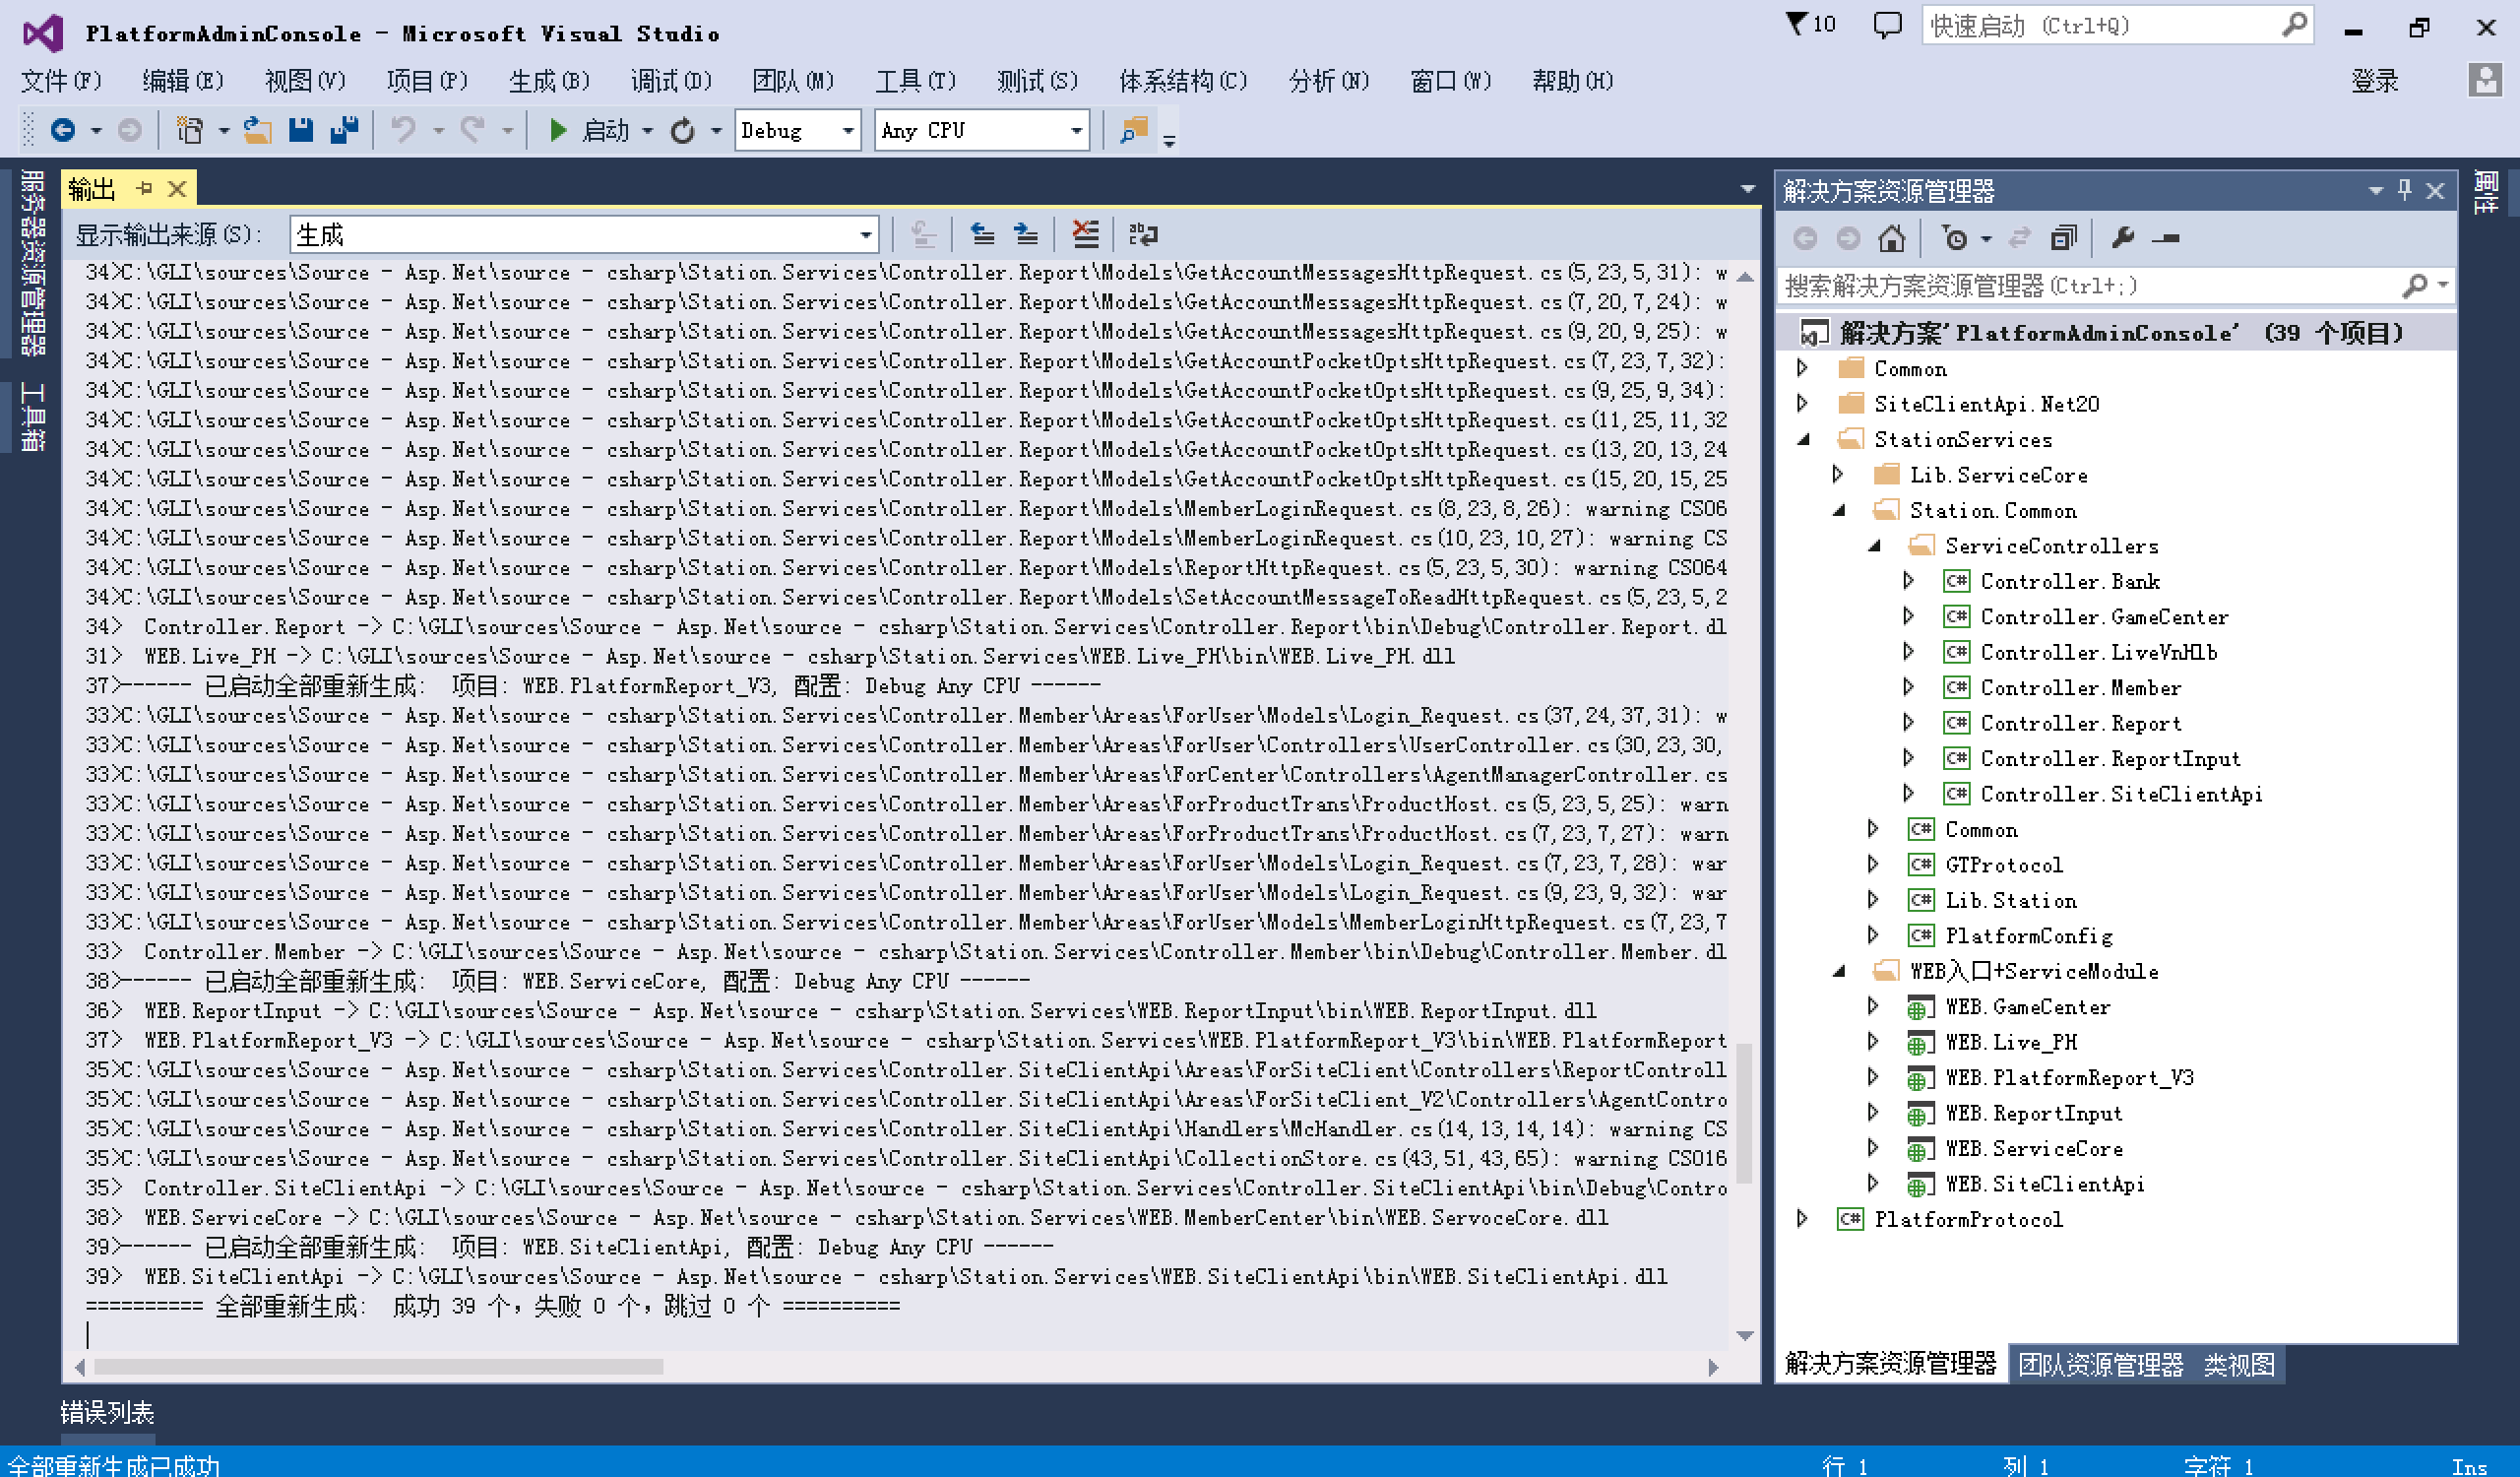 PlatformAdminConsole - Microsoft Visual Studio
10
快速启动 (Ctrl+Q)
文件(F) 编辑(E) 视图(V) 项目(P) 生成(B) 调试(D) 团队(M) 工具(T) 测试(S) 体系结构(C) 分析(N) 窗口(W) 帮助(H)
登录
启动 Debug Any CPU
服务器资源管理器
工具箱
输出
显示输出来源(S): 生成
34>C:\GLI\sources\Source - Asp.Net\source - csharp\Station.Services\Controller.Report\Models\GetAccountMessagesHttpRequest.cs(5,23,5,31): w
34>C:\GLI\sources\Source - Asp.Net\source - csharp\Station.Services\Controller.Report\Models\GetAccountMessagesHttpRequest.cs(7,20,7,24): w
34>C:\GLI\sources\Source - Asp.Net\source - csharp\Station.Services\Controller.Report\Models\GetAccountMessagesHttpRequest.cs(9,20,9,25): w
34>C:\GLI\sources\Source - Asp.Net\source - csharp\Station.Services\Controller.Report\Models\GetAccountPocketOptsHttpRequest.cs(7,23,7,32):
34>C:\GLI\sources\Source - Asp.Net\source - csharp\Station.Services\Controller.Report\Models\GetAccountPocketOptsHttpRequest.cs(9,25,9,34):
34>C:\GLI\sources\Source - Asp.Net\source - csharp\Station.Services\Controller.Report\Models\GetAccountPocketOptsHttpRequest.cs(11,25,11,32
34>C:\GLI\sources\Source - Asp.Net\source - csharp\Station.Services\Controller.Report\Models\GetAccountPocketOptsHttpRequest.cs(13,20,13,24
34>C:\GLI\sources\Source - Asp.Net\source - csharp\Station.Services\Controller.Report\Models\GetAccountPocketOptsHttpRequest.cs(15,20,15,25
34>C:\GLI\sources\Source - Asp.Net\source - csharp\Station.Services\Controller.Report\Models\MemberLoginRequest.cs(8,23,8,26): warning CS06
34>C:\GLI\sources\Source - Asp.Net\source - csharp\Station.Services\Controller.Report\Models\MemberLoginRequest.cs(10,23,10,27): warning CS
34>C:\GLI\sources\Source - Asp.Net\source - csharp\Station.Services\Controller.Report\Models\ReportHttpRequest.cs(5,23,5,30): warning CS064
34>C:\GLI\sources\Source - Asp.Net\source - csharp\Station.Services\Controller.Report\Models\SetAccountMessageToReadHttpRequest.cs(5,23,5,2
34>  Controller.Report -> C:\GLI\sources\Source - Asp.Net\source - csharp\Station.Services\Controller.Report\bin\Debug\Controller.Report.dl
31>  WEB.Live_PH -> C:\GLI\sources\Source - Asp.Net\source - csharp\Station.Services\WEB.Live_PH\bin\WEB.Live_PH.dll
37>------ 已启动全部重新生成:  项目: WEB.PlatformReport_V3, 配置: Debug Any CPU ------
33>C:\GLI\sources\Source - Asp.Net\source - csharp\Station.Services\Controller.Member\Areas\ForUser\Models\Login_Request.cs(37,24,37,31): w
33>C:\GLI\sources\Source - Asp.Net\source - csharp\Station.Services\Controller.Member\Areas\ForUser\Controllers\UserController.cs(30,23,30,
33>C:\GLI\sources\Source - Asp.Net\source - csharp\Station.Services\Controller.Member\Areas\ForCenter\Controllers\AgentManagerController.cs
33>C:\GLI\sources\Source - Asp.Net\source - csharp\Station.Services\Controller.Member\Areas\ForProductTrans\ProductHost.cs(5,23,5,25): warn
33>C:\GLI\sources\Source - Asp.Net\source - csharp\Station.Services\Controller.Member\Areas\ForProductTrans\ProductHost.cs(7,23,7,27): warn
33>C:\GLI\sources\Source - Asp.Net\source - csharp\Station.Services\Controller.Member\Areas\ForUser\Models\Login_Request.cs(7,23,7,28): war
33>C:\GLI\sources\Source - Asp.Net\source - csharp\Station.Services\Controller.Member\Areas\ForUser\Models\Login_Request.cs(9,23,9,32): war
33>C:\GLI\sources\Source - Asp.Net\source - csharp\Station.Services\Controller.Member\Areas\ForUser\Models\MemberLoginHttpRequest.cs(7,23,7
33>  Controller.Member -> C:\GLI\sources\Source - Asp.Net\source - csharp\Station.Services\Controller.Member\bin\Debug\Controller.Member.dl
38>------ 已启动全部重新生成:  项目: WEB.ServiceCore, 配置: Debug Any CPU ------
36>  WEB.ReportInput -> C:\GLI\sources\Source - Asp.Net\source - csharp\Station.Services\WEB.ReportInput\bin\WEB.ReportInput.dll
37>  WEB.PlatformReport_V3 -> C:\GLI\sources\Source - Asp.Net\source - csharp\Station.Services\WEB.PlatformReport_V3\bin\WEB.PlatformReport
35>C:\GLI\sources\Source - Asp.Net\source - csharp\Station.Services\Controller.SiteClientApi\Areas\ForSiteClient\Controllers\ReportControll
35>C:\GLI\sources\Source - Asp.Net\source - csharp\Station.Services\Controller.SiteClientApi\Areas\ForSiteClient_V2\Controllers\AgentContro
35>C:\GLI\sources\Source - Asp.Net\source - csharp\Station.Services\Controller.SiteClientApi\Handlers\McHandler.cs(14,13,14,14): warning CS
35>C:\GLI\sources\Source - Asp.Net\source - csharp\Station.Services\Controller.SiteClientApi\CollectionStore.cs(43,51,43,65): warning CS016
35>  Controller.SiteClientApi -> C:\GLI\sources\Source - Asp.Net\source - csharp\Station.Services\Controller.SiteClientApi\bin\Debug\Contro
38>  WEB.ServiceCore -> C:\GLI\sources\Source - Asp.Net\source - csharp\Station.Services\WEB.MemberCenter\bin\WEB.ServoceCore.dll
39>------ 已启动全部重新生成:  项目: WEB.SiteClientApi, 配置: Debug Any CPU ------
39>  WEB.SiteClientApi -> C:\GLI\sources\Source - Asp.Net\source - csharp\Station.Services\WEB.SiteClientApi\bin\WEB.SiteClientApi.dll
========== 全部重新生成:  成功 39 个，失败 0 个，跳过 0 个 ==========
解决方案资源管理器
搜索解决方案资源管理器(Ctrl+;)
解决方案'PlatformAdminConsole' (39 个项目)
Common
SiteClientApi.Net20
StationServices
Lib.ServiceCore
Station.Common
ServiceControllers
C# Controller.Bank
C# Controller.GameCenter
C# Controller.LiveVnHlb
C# Controller.Member
C# Controller.Report
C# Controller.ReportInput
C# Controller.SiteClientApi
C# Common
C# GTProtocol
C# Lib.Station
C# PlatformConfig
WEB入口+ServiceModule
WEB.GameCenter
WEB.Live_PH
WEB.PlatformReport_V3
WEB.ReportInput
WEB.ServiceCore
WEB.SiteClientApi
C# PlatformProtocol
解决方案资源管理器 团队资源管理器 类视图
属性
错误列表
全部重新生成已成功
行 1 列 1 字符 1 Ins